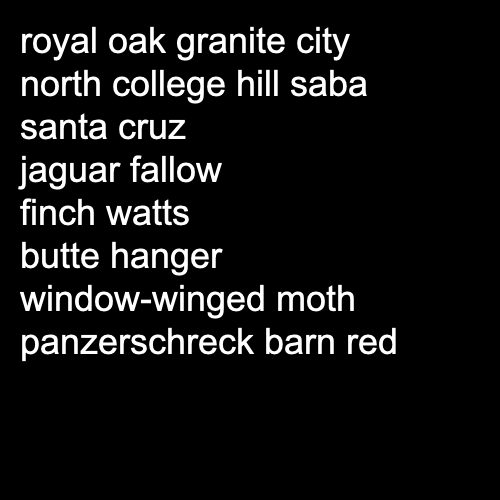 royal oak granite city
north college hill saba
santa cruz
jaguar fallow
finch watts
butte hanger
window-winged moth
panzerschreck barn red